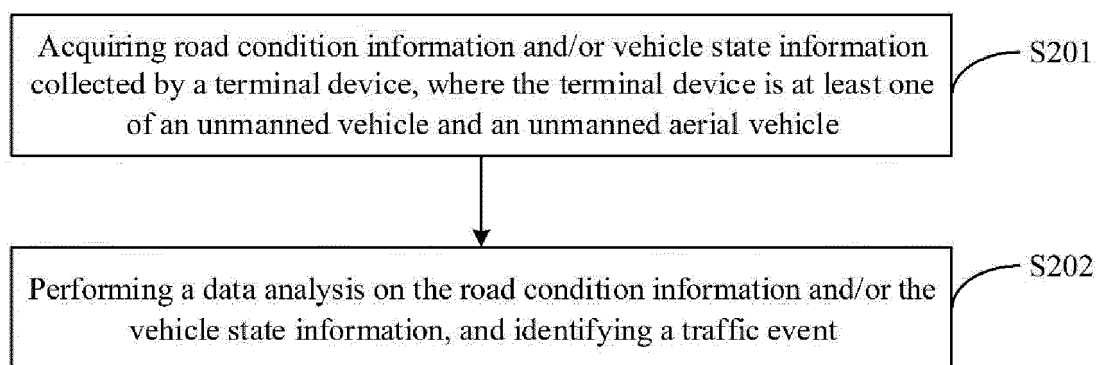 Acquiring road condition information and/or vehicle state information
collected by a terminal device, where the terminal device is at least one
of an unmanned vehicle and an unmanned aerial vehicle
S201
Performing a data analysis on the road condition information and/or the
vehicle state information, and identifying a traffic event
S202